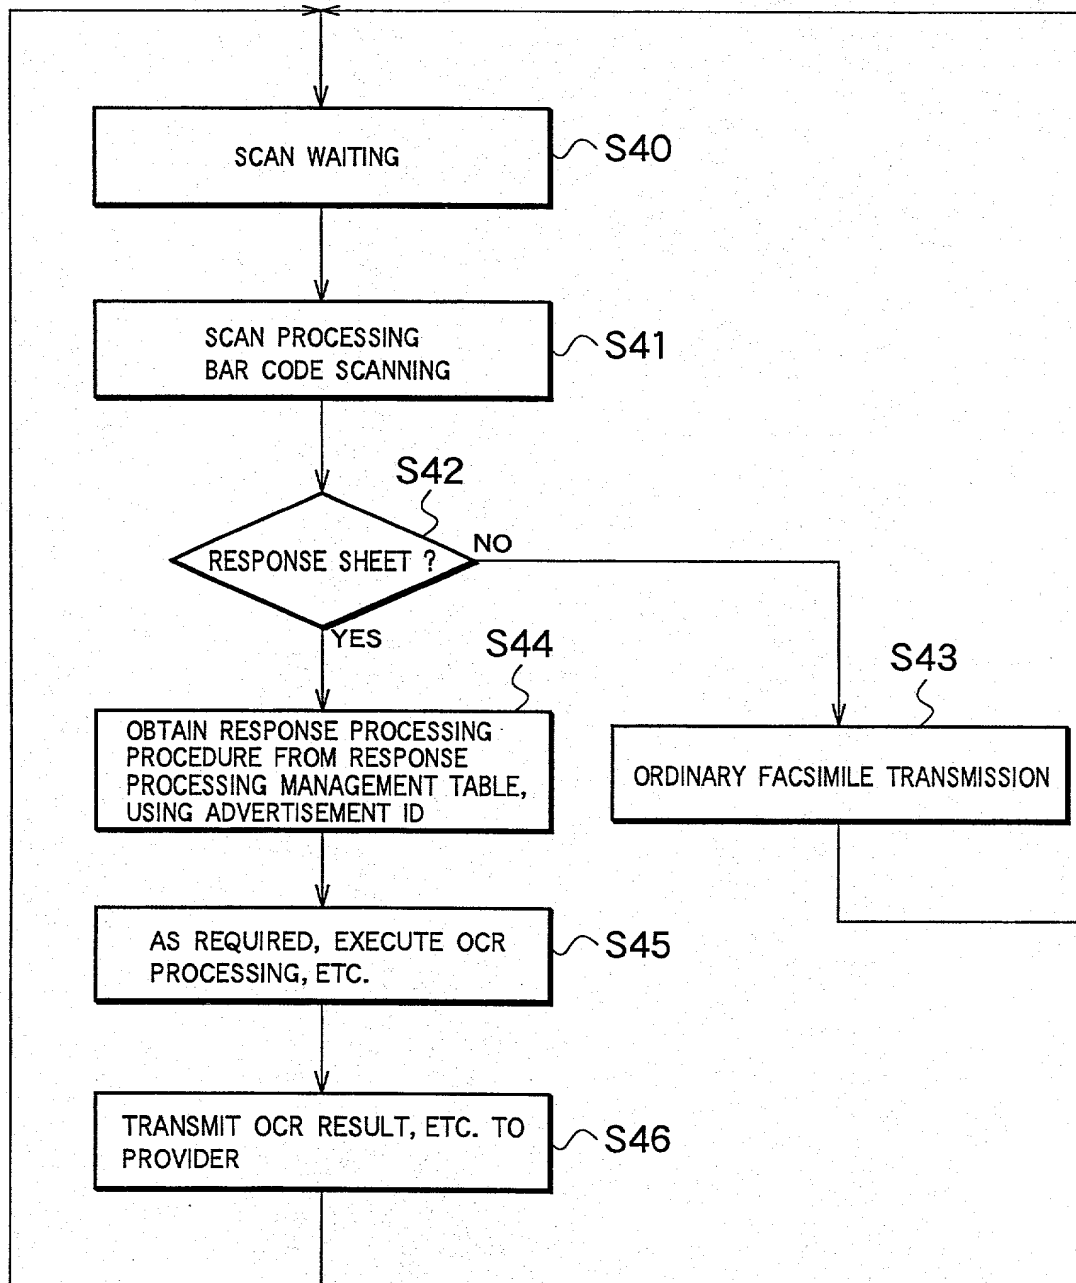 SCAN WAITING
S40
SCAN PROCESSING
BAR CODE SCANNING
S41
S42
RESPONSE SHEET ?
NO
YES
S44
OBTAIN RESPONSE PROCESSING
PROCEDURE FROM RESPONSE
PROCESSING MANAGEMENT TABLE,
USING ADVERTISEMENT ID
S43
ORDINARY FACSIMILE TRANSMISSION
AS REQUIRED, EXECUTE OCR
PROCESSING, ETC.
S45
TRANSMIT OCR RESULT, ETC. TO
PROVIDER
S46